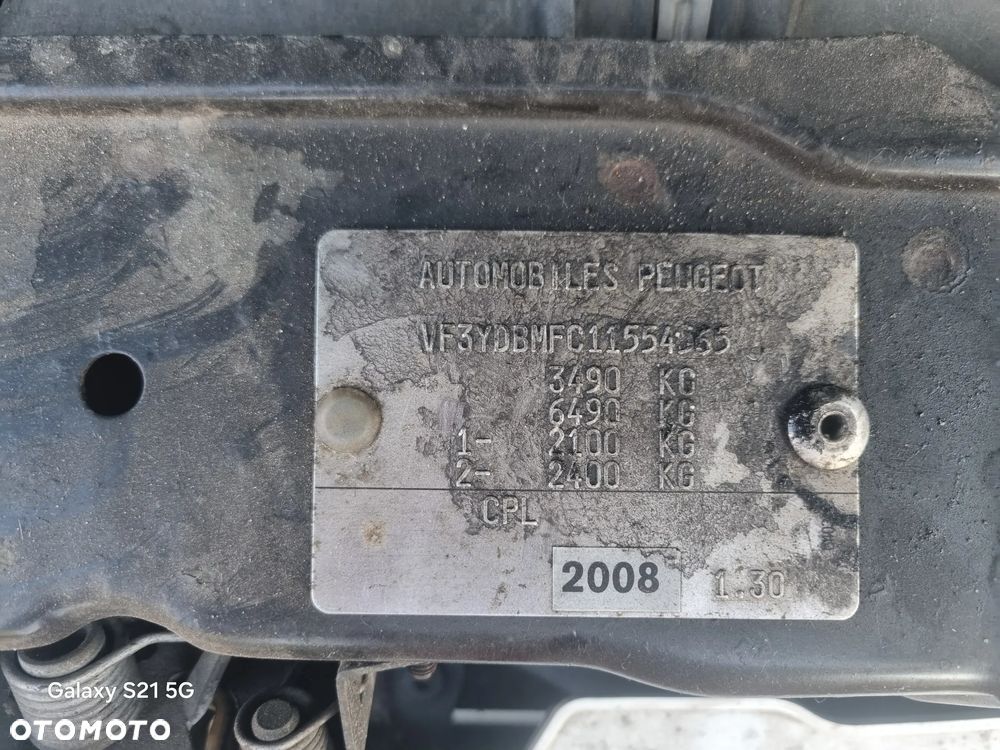 AUTOMOBILES PEUGEOT
VF3YDBMFC11554565
3490 KG
6490 KG
1- 2100 KG
2- 2400 KG
CPL
2008 1.30
Galaxy S21 5G
OTOMOTO